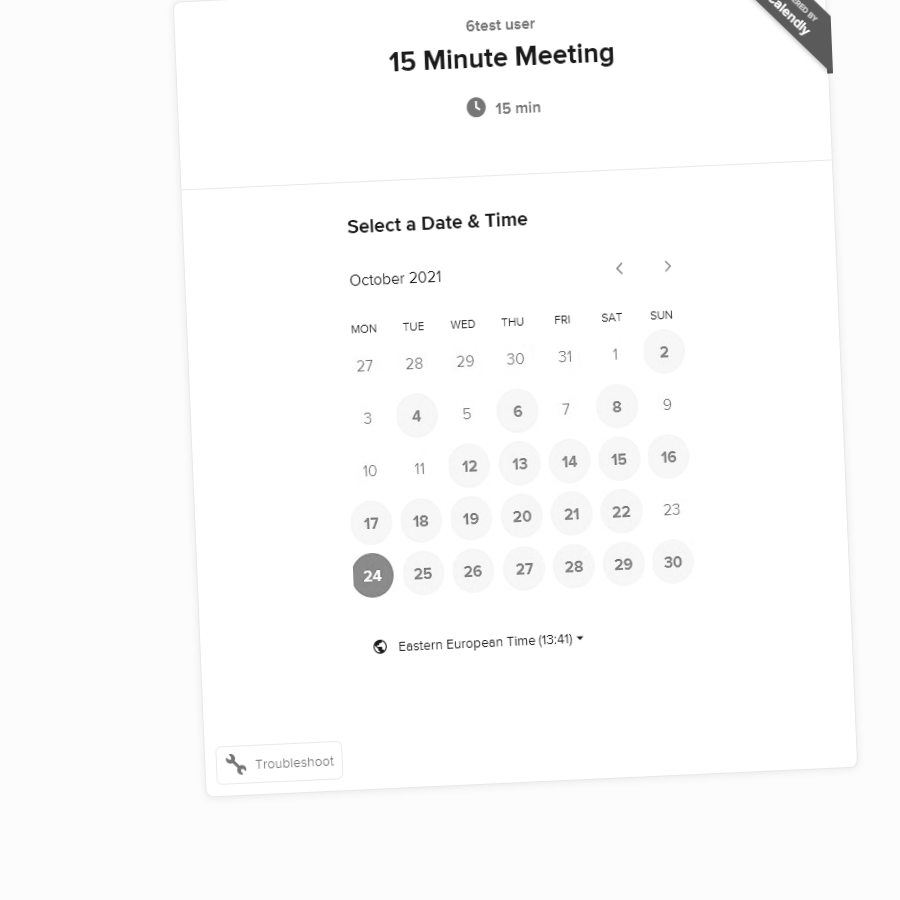 6test user
15 Minute Meeting
15 min
Calendly
Select a Date & Time
October 2021
MON TUE WED THU FRI SAT SUN
27 28 29 30 31 1 2
3 4 5 6 7 8 9
10 11 12 13 14 15 16
17 18 19 20 21 22 23
24 25 26 27 28 29 30
Eastern European Time (13:41)
Troubleshoot